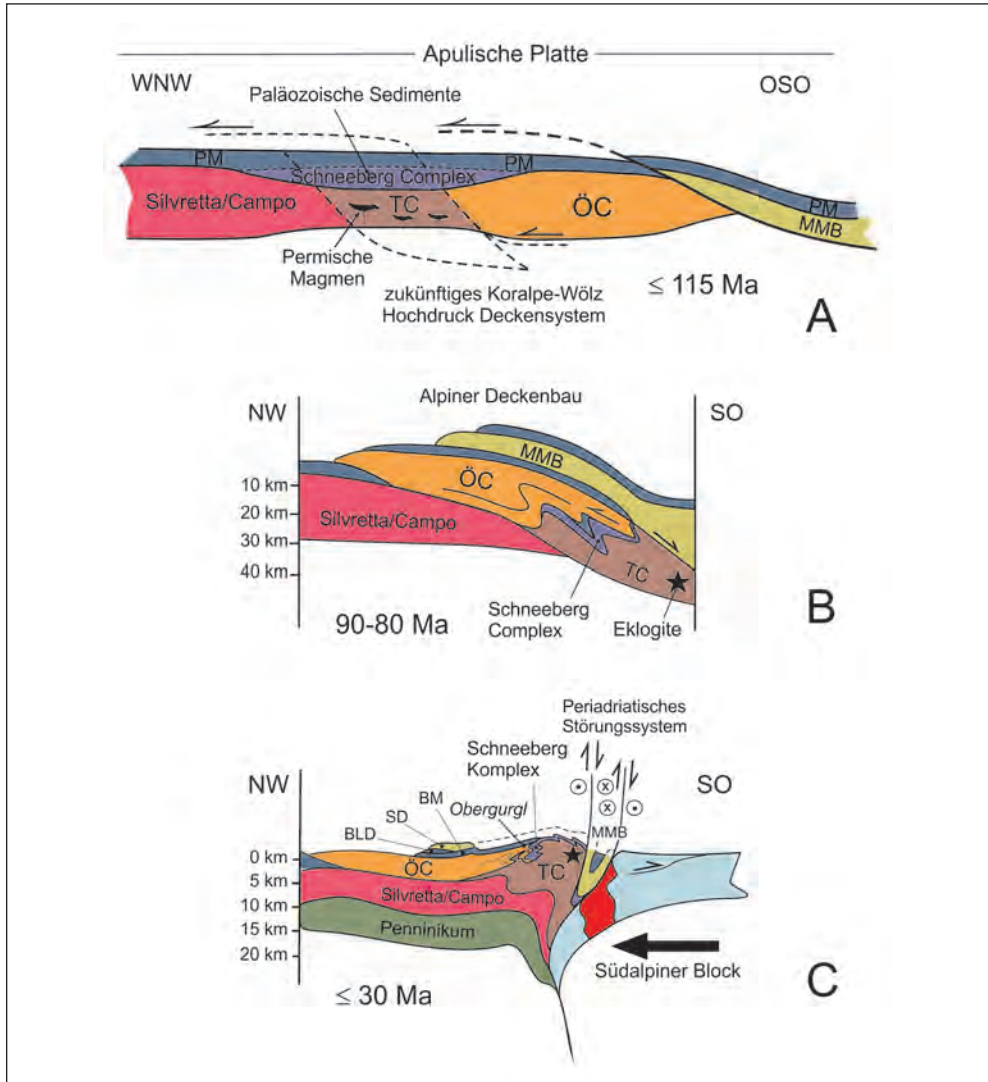 Apulische Platte
WNW
OSO
Paläozoische Sedimente
PM
PM
Schneeberg Complex
Silvretta/Campo
TC
ÖC
PM
MMB
Permische
Magmen
zukünftiges Koralpe-Wölz
Hochdruck Deckensystem
≤ 115 Ma
A
Alpiner Deckenbau
NW
SO
MMB
ÖC
10 km
20 km
30 km
40 km
Silvretta/Campo
TC
Schneeberg
Complex
Eklogite
90-80 Ma
B
Periadriatisches
Störungssystem
Schneeberg
Komplex
NW
SO
BM
SD
Obergurgl
BLD
MMB
0 km
5 km
10 km
15 km
20 km
ÖC
TC
Silvretta/Campo
Penninikum
Südalpiner Block
≤ 30 Ma
C